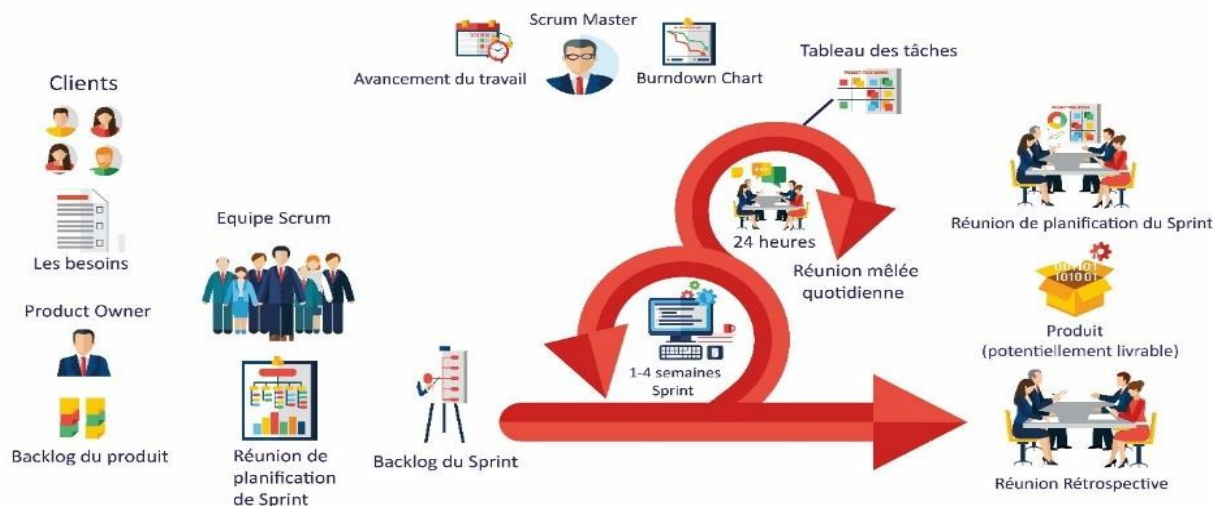 Clients
Les besoins
Product Owner
Backlog du produit
Equipe Scrum
Réunion de
planification
de Sprint
Backlog du Sprint
Scrum Master
Avancement du travail
Burndown Chart
Tableau des tâches
24 heures
Réunion mêlée
quotidienne
1-4 semaines
Sprint
Réunion de planification du Sprint
001101
101001
Produit
(potentiellement livrable)
Réunion Rétrospective